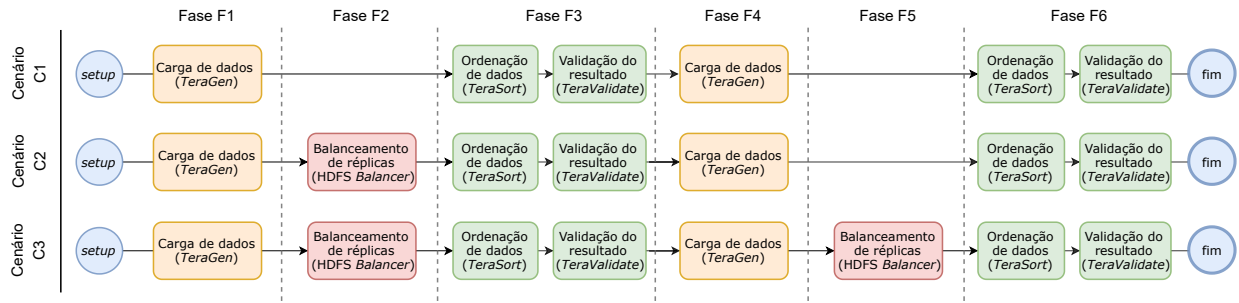 Fase F1
Fase F2
Fase F3
Fase F4
Fase F5
Fase F6
Cenário
C1
setup
Carga de dados
(TeraGen)
Ordenação
de dados
(TeraSort)
Validação do
resultado
(TeraValidate)
Carga de dados
(TeraGen)
Ordenação
de dados
(TeraSort)
Validação do
resultado
(TeraValidate)
fim
Cenário
C2
setup
Carga de dados
(TeraGen)
Balanceamento
de réplicas
(HDFS Balancer)
Ordenação
de dados
(TeraSort)
Validação do
resultado
(TeraValidate)
Carga de dados
(TeraGen)
Ordenação
de dados
(TeraSort)
Validação do
resultado
(TeraValidate)
fim
Cenário
C3
setup
Carga de dados
(TeraGen)
Balanceamento
de réplicas
(HDFS Balancer)
Ordenação
de dados
(TeraSort)
Validação do
resultado
(TeraValidate)
Carga de dados
(TeraGen)
Balanceamento
de réplicas
(HDFS Balancer)
Ordenação
de dados
(TeraSort)
Validação do
resultado
(TeraValidate)
fim